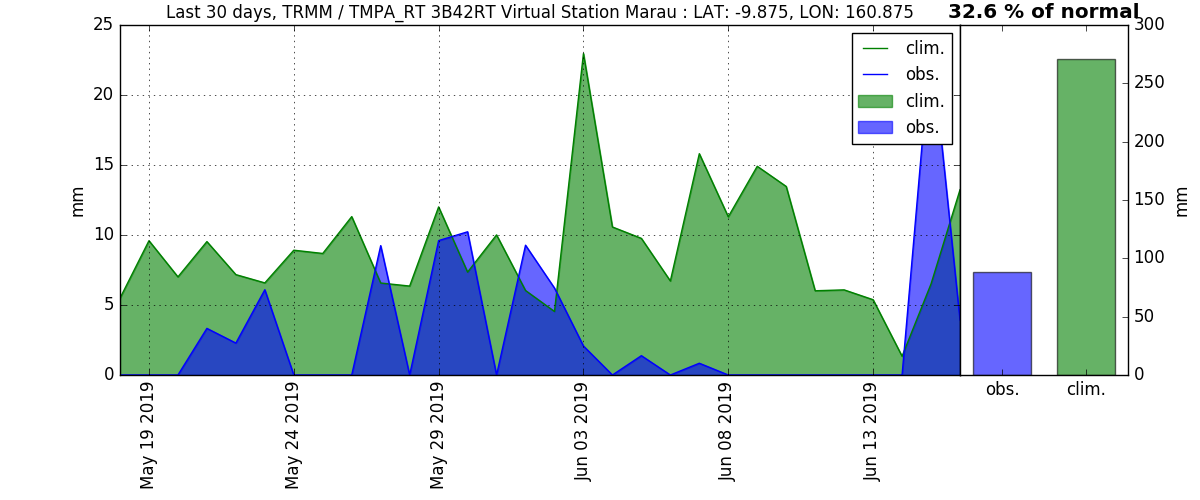 Last 30 days, TRMM / TMPA_RT 3B42RT Virtual Station Marau : LAT: -9.875, LON: 160.875
32.6 % of normal
25
20
15
10
5
0
mm
clim.
obs.
clim.
obs.
300
250
200
150
100
50
0
mm
obs.
clim.
May 19 2019
May 24 2019
May 29 2019
Jun 03 2019
Jun 08 2019
Jun 13 2019